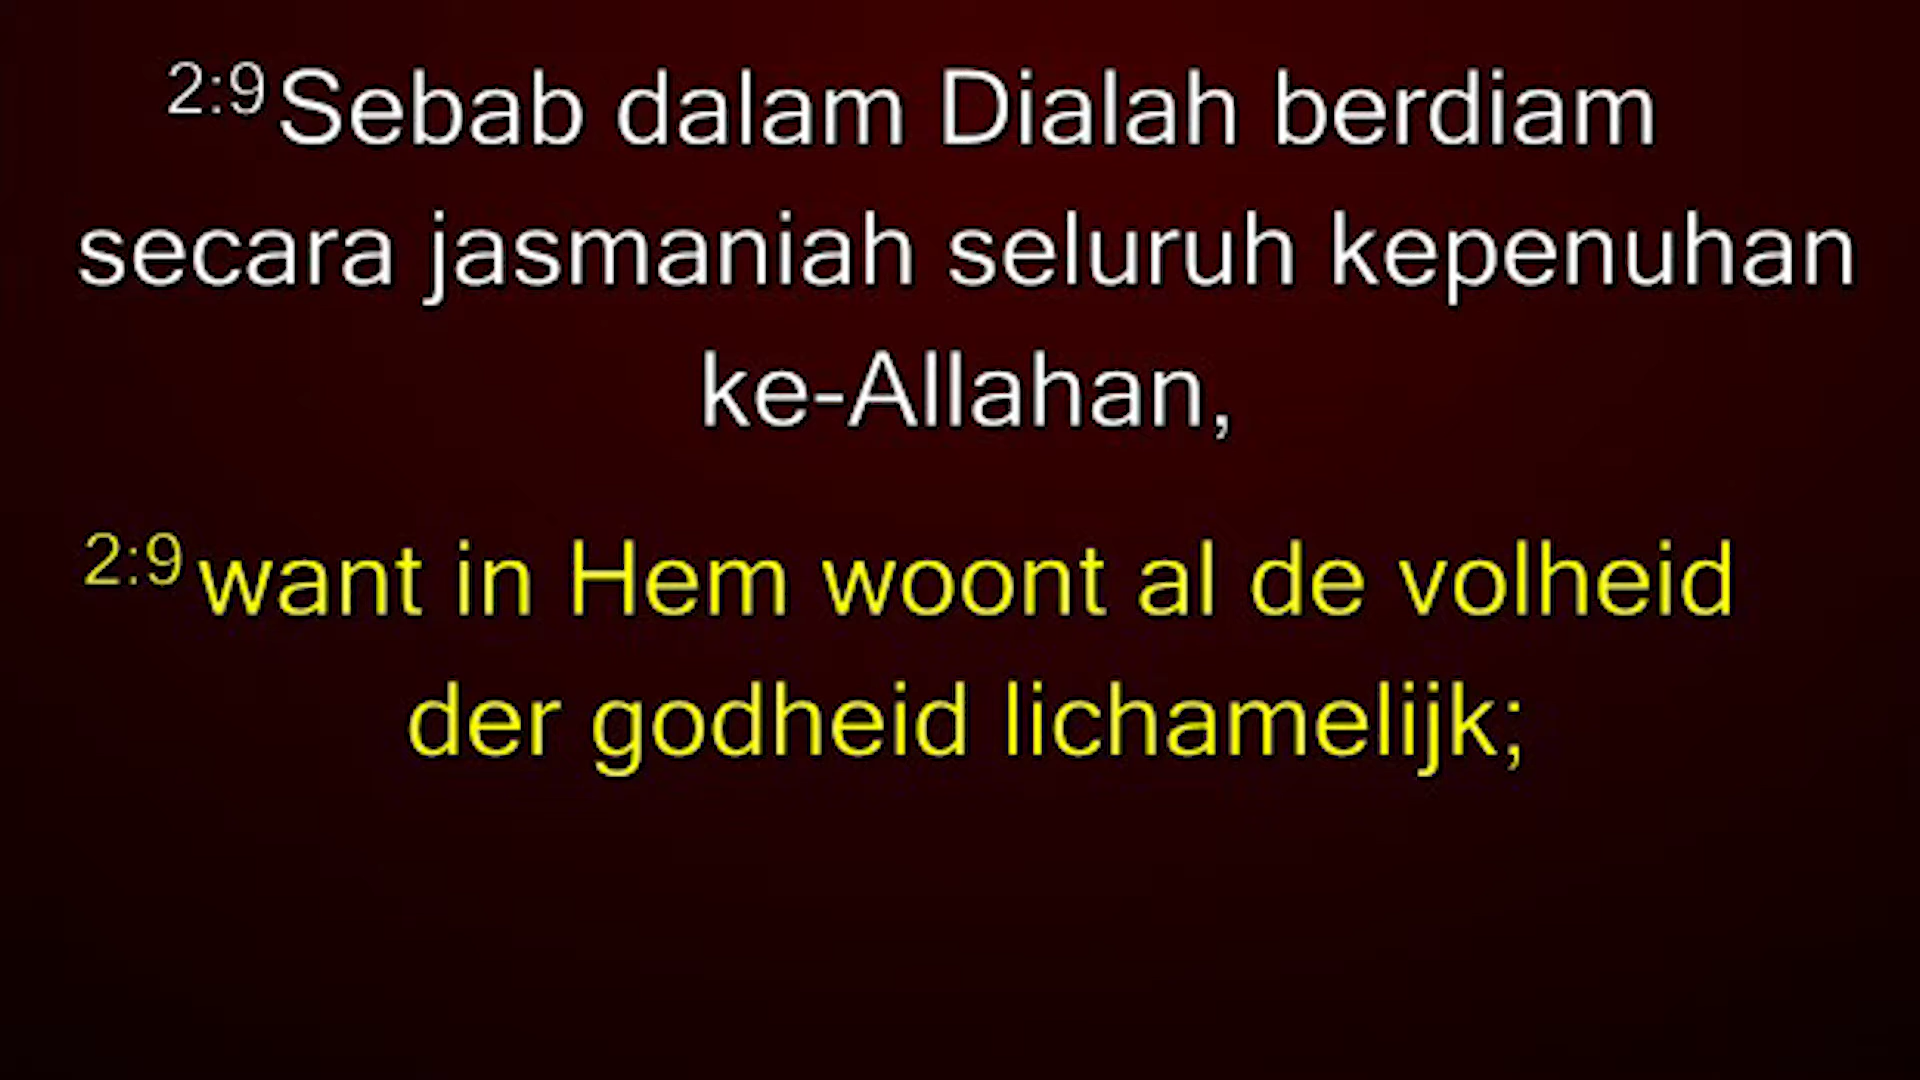 2:9 Sebab dalam Dialah berdiam
secara jasmaniah seluruh kepenuhan
ke-Allahan,
2:9 want in Hem woont al de volheid
der godheid lichamelijk;